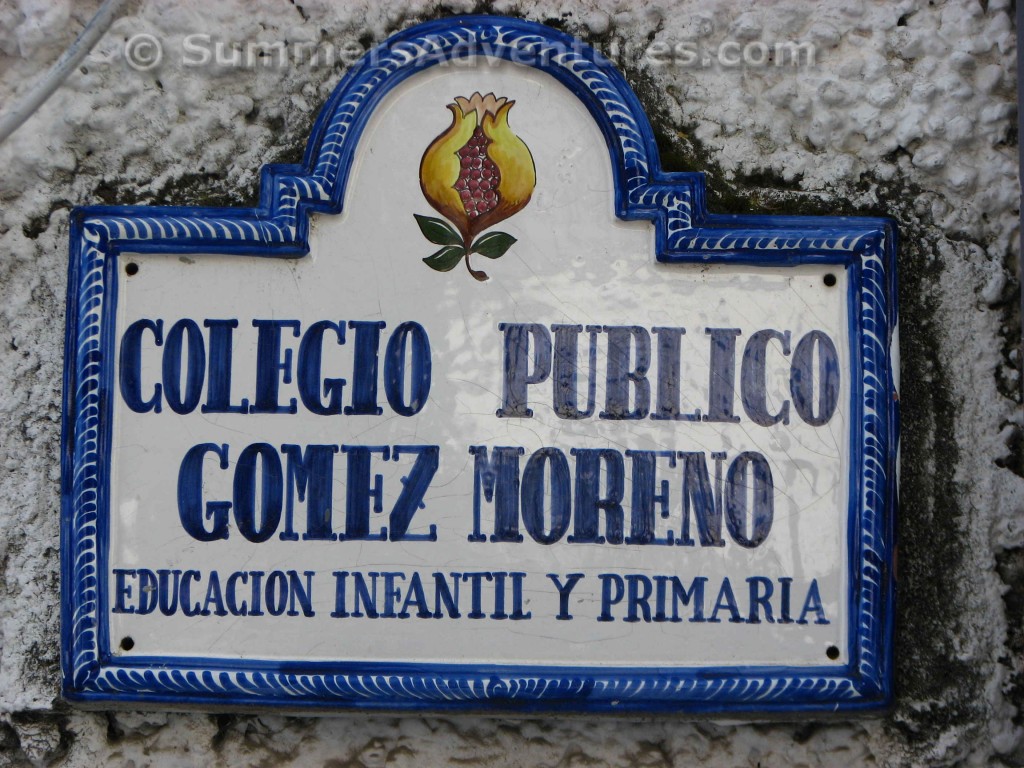 © SummersAdventures.com
COLEGIO PUBLICO
GOMEZ MORENO
EDUCACION INFANTIL Y PRIMARIA